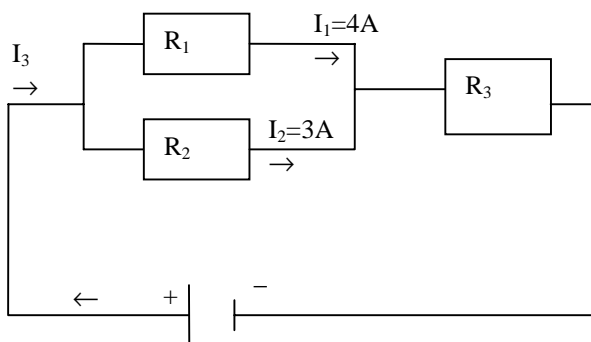 I₁=4A
I₃
R₁
→
→
R₃
I₂=3A
R₂
→
← + −